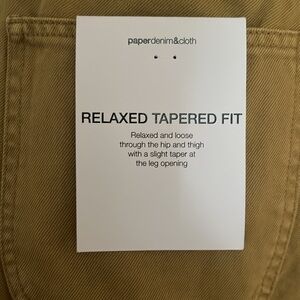 paperdenim&cloth
RELAXED TAPERED FIT
Relaxed and loose
through the hip and thigh
with a slight taper at
the leg opening